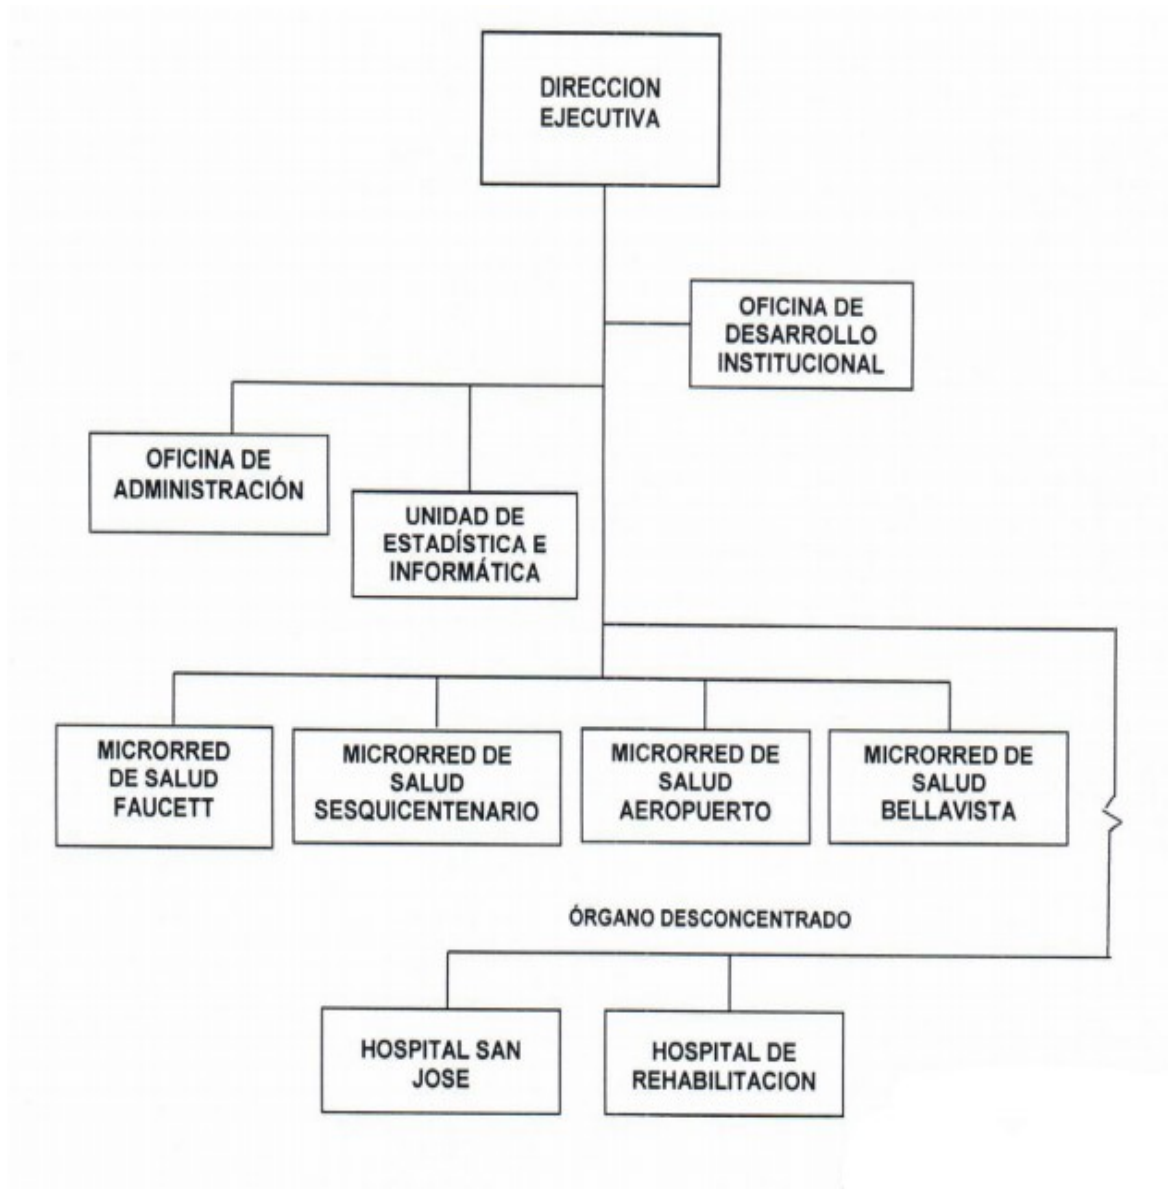 DIRECCION
EJECUTIVA
OFICINA DE
DESARROLLO
INSTITUCIONAL
OFICINA DE
ADMINISTRACIÓN
UNIDAD DE
ESTADÍSTICA E
INFORMÁTICA
MICRORRED
DE SALUD
FAUCETT
MICRORRED DE
SALUD
SESQUICENTENARIO
MICRORRED DE
SALUD
AEROPUERTO
MICRORRED DE
SALUD
BELLAVISTA
ÓRGANO DESCONCENTRADO
HOSPITAL SAN
JOSE
HOSPITAL DE
REHABILITACION